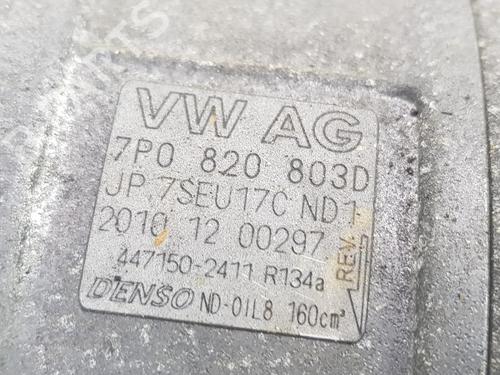 VW AG
7P0 820 803D
JP 7SEU17C ND1
2010 12 00297
REV.
447150-2411 R134a
DENSO ND-OIL8 160cm³